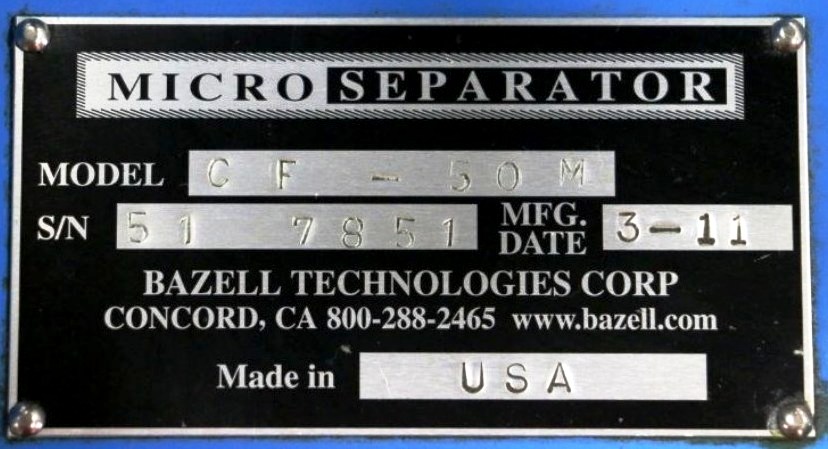 MICRO SEPARATOR
MODEL CF-50M
S/N 51 7851 MFG. DATE 3-11
BAZELL TECHNOLOGIES CORP
CONCORD, CA 800-288-2465 www.bazell.com
Made in USA